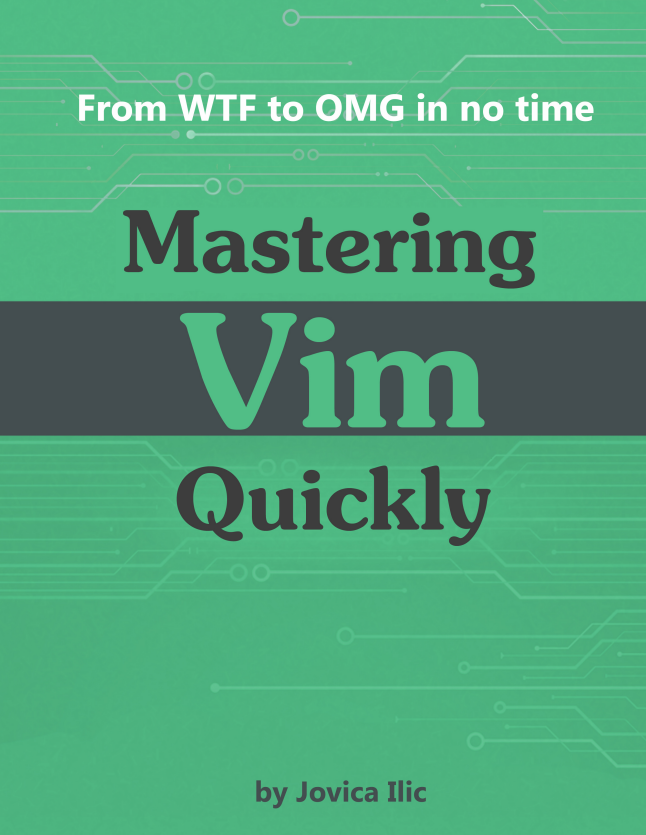 From WTF to OMG in no time
Mastering
Vim
Quickly
by Jovica Ilic